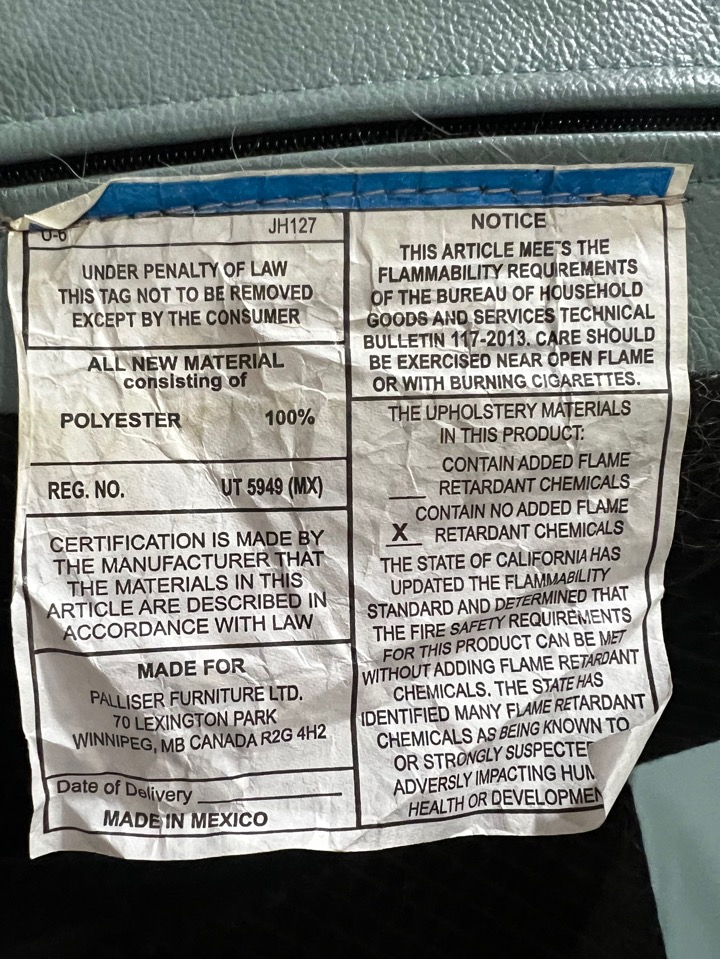 U-6 JH127
UNDER PENALTY OF LAW
THIS TAG NOT TO BE REMOVED
EXCEPT BY THE CONSUMER
ALL NEW MATERIAL
consisting of
POLYESTER 100%
REG. NO. UT 5949 (MX)
CERTIFICATION IS MADE BY
THE MANUFACTURER THAT
THE MATERIALS IN THIS
ARTICLE ARE DESCRIBED IN
ACCORDANCE WITH LAW
MADE FOR
PALLISER FURNITURE LTD.
70 LEXINGTON PARK
WINNIPEG, MB CANADA R2G 4H2
Date of Delivery
MADE IN MEXICO
NOTICE
THIS ARTICLE MEETS THE
FLAMMABILITY REQUIREMENTS
OF THE BUREAU OF HOUSEHOLD
GOODS AND SERVICES TECHNICAL
BULLETIN 117-2013. CARE SHOULD
BE EXERCISED NEAR OPEN FLAME
OR WITH BURNING CIGARETTES.
THE UPHOLSTERY MATERIALS
IN THIS PRODUCT:
CONTAIN ADDED FLAME
RETARDANT CHEMICALS
CONTAIN NO ADDED FLAME
X RETARDANT CHEMICALS
THE STATE OF CALIFORNIA HAS
UPDATED THE FLAMMABILITY
STANDARD AND DETERMINED THAT
THE FIRE SAFETY REQUIREMENTS
FOR THIS PRODUCT CAN BE MET
WITHOUT ADDING FLAME RETARDANT
CHEMICALS. THE STATE HAS
IDENTIFIED MANY FLAME RETARDANT
CHEMICALS AS BEING KNOWN TO,
OR STRONGLY SUSPECTE
ADVERSLY IMPACTING HUM
HEALTH OR DEVELOPMEN